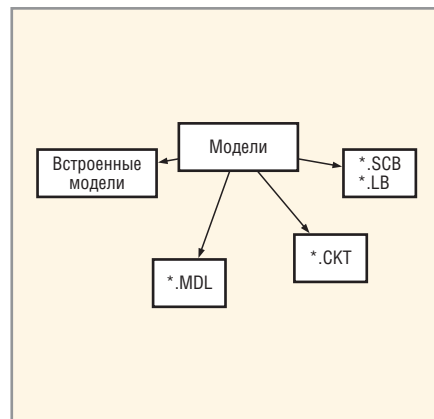 Модели
Встроенные
модели
*.SCB
*.LB
*.CKT
*.MDL